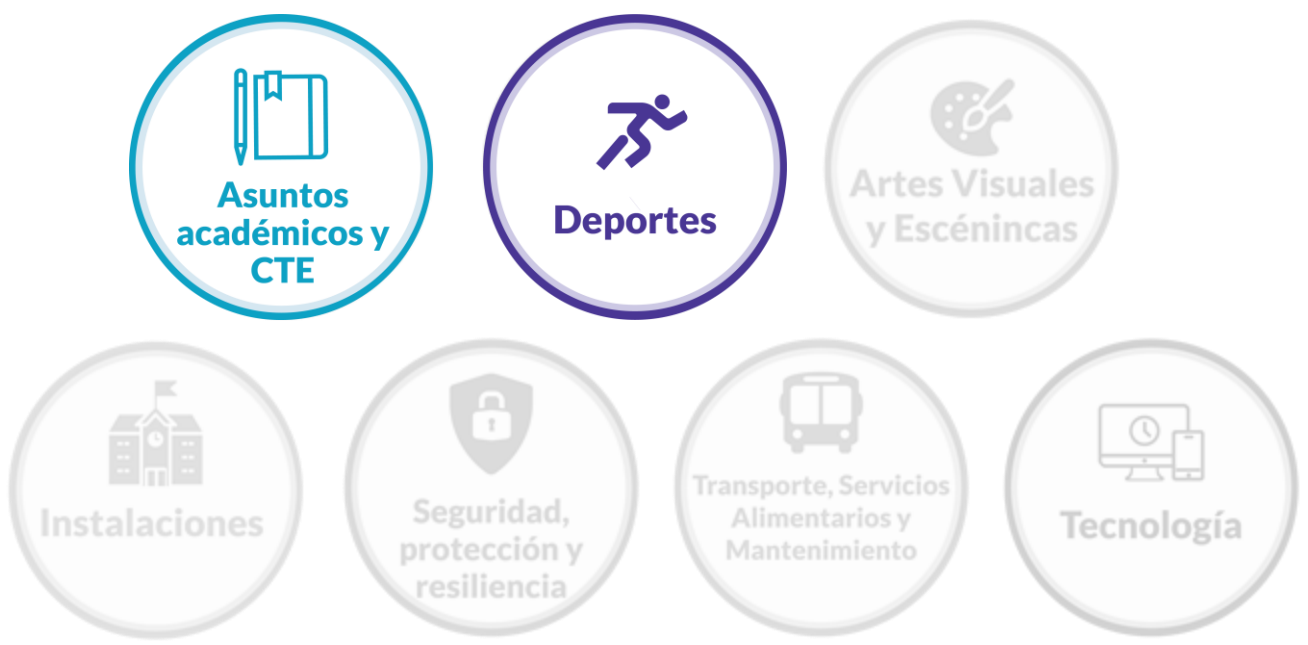 Asuntos
académicos y
CTE
Deportes
Artes Visuales
y Escénincas
Instalaciones
Seguridad,
protección y
resiliencia
Transporte, Servicios
Alimentarios y
Mantenimiento
Tecnología